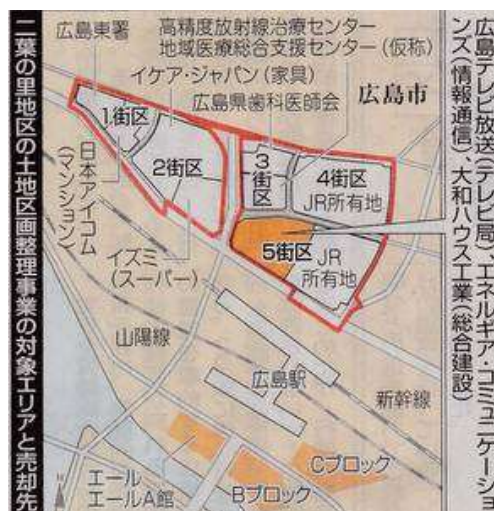 二葉の里地区の土地区画整理事業の対象エリアと売却先
広島テレビ放送(テレビ局)、エネルギア・コミュニケーショ
ンズ(情報通信)、大和ハウス工業(総合建設)
広島東署
高精度放射線治療センター
地域医療総合支援センター(仮称)
イケア・ジャパン(家具)
広島県歯科医師会
広島市
1街区
2街区
3街区
4街区
JR所有地
5街区
JR
所有地
日本アイコム
(マンション)
イズミ
(スーパー)
山陽線
広島駅
新幹線
エールエールA館
Bブロック
Cブロック
N